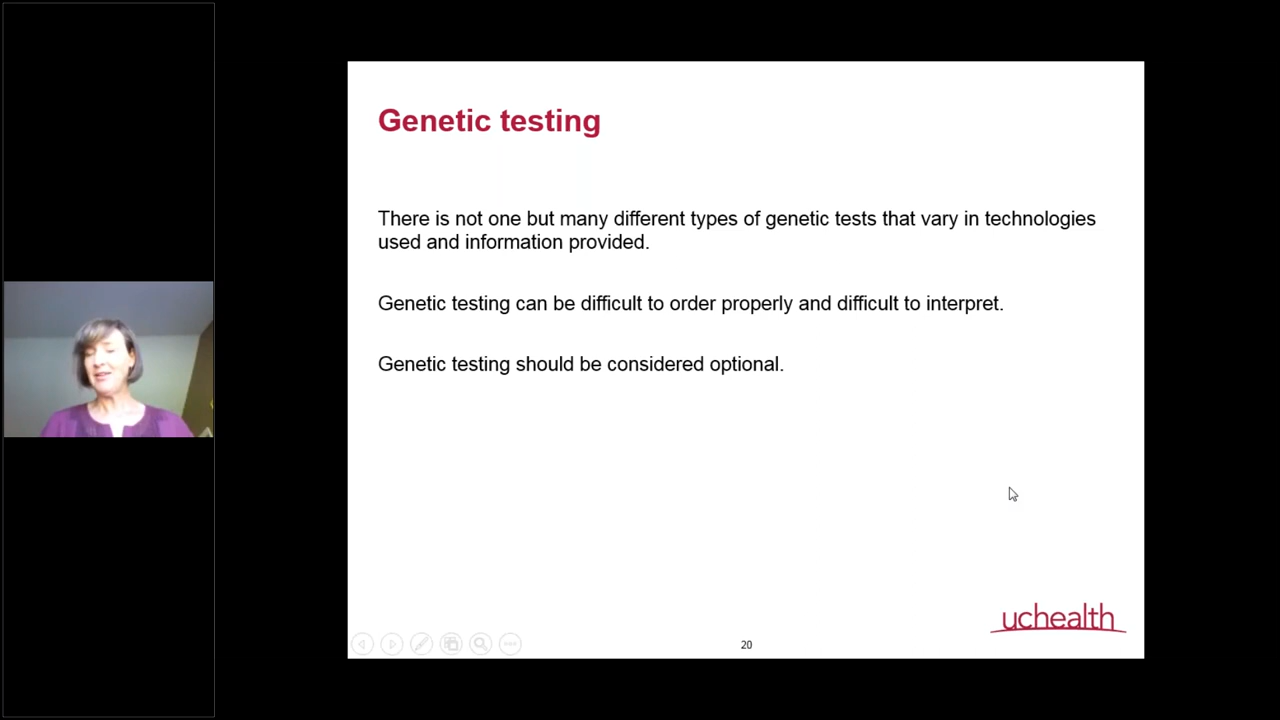 Genetic testing
There is not one but many different types of genetic tests that vary in technologies
used and information provided.
Genetic testing can be difficult to order properly and difficult to interpret.
Genetic testing should be considered optional.
uchealth
20